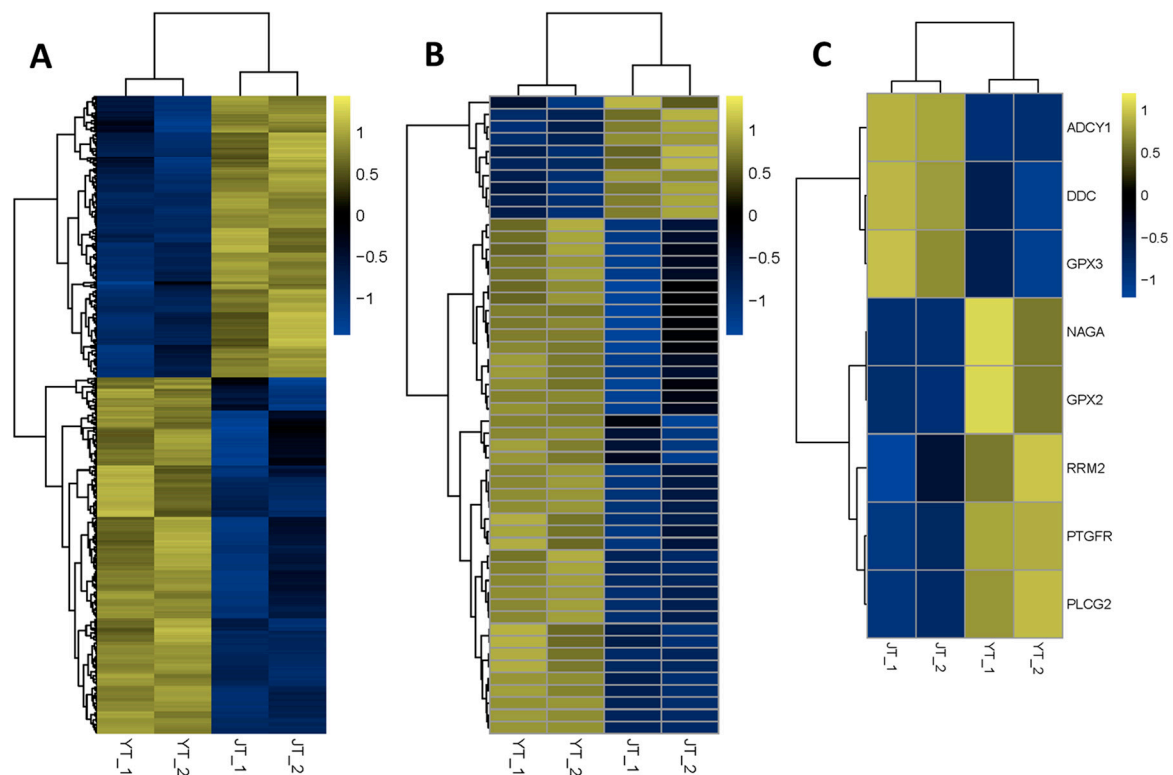 A
1
0.5
0
−0.5
−1
YT_1
YT_2
JT_1
JT_2
B
1
0.5
0
−0.5
−1
YT_1
YT_2
JT_1
JT_2
C
1
0.5
0
−0.5
−1
ADCY1
DDC
GPX3
NAGA
GPX2
RRM2
PTGFR
PLCG2
JT_1
JT_2
YT_1
YT_2